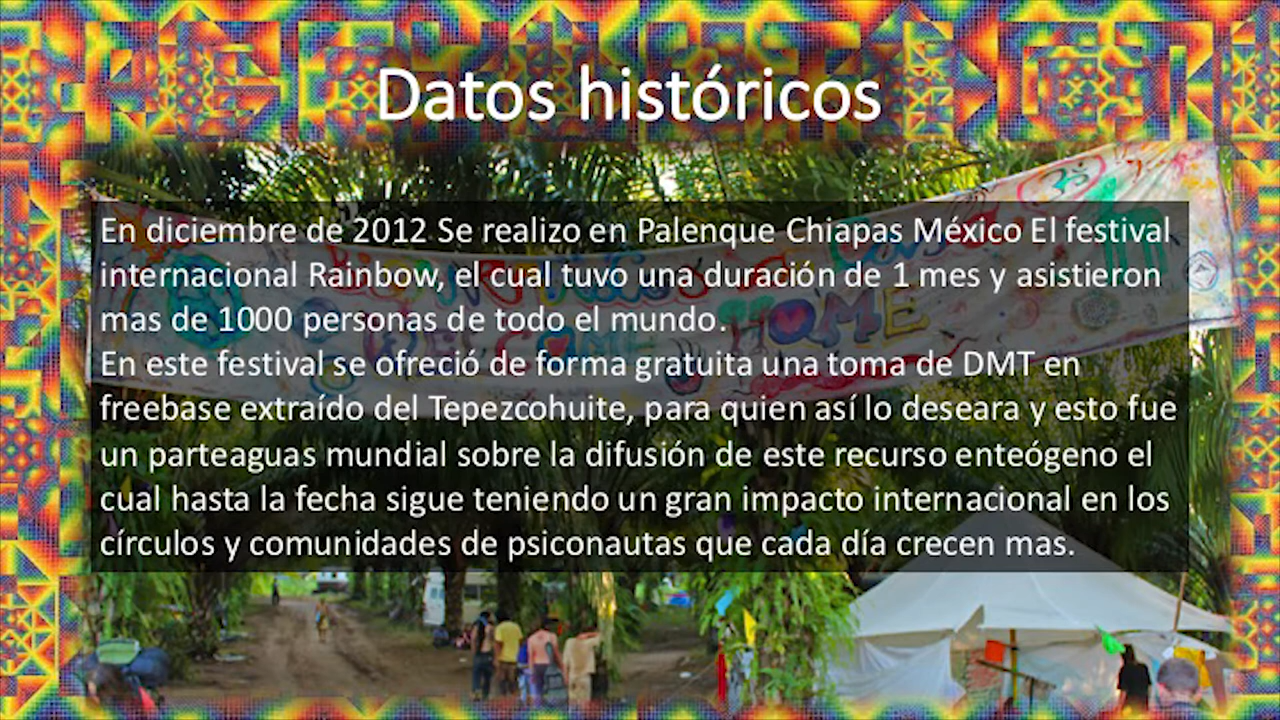 Datos históricos
En diciembre de 2012 Se realizo en Palenque Chiapas México El festival
internacional Rainbow, el cual tuvo una duración de 1 mes y asistieron
mas de 1000 personas de todo el mundo.
En este festival se ofreció de forma gratuita una toma de DMT en
freebase extraído del Tepezcohuite, para quien así lo deseara y esto fue
un parteaguas mundial sobre la difusión de este recurso enteógeno el
cual hasta la fecha sigue teniendo un gran impacto internacional en los
círculos y comunidades de psiconautas que cada día crecen mas.
WELCOME HOME